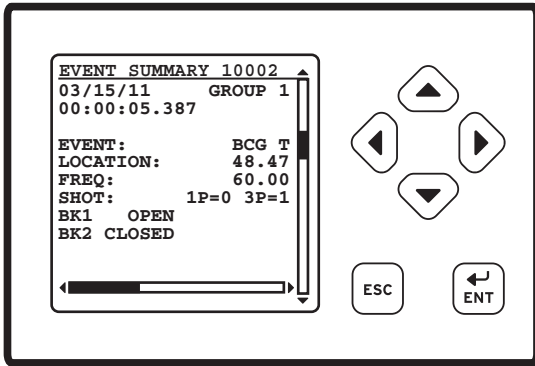 EVENT SUMMARY 10002
03/15/11 GROUP 1
00:00:05.387
EVENT: BCG T
LOCATION: 48.47
FREQ: 60.00
SHOT: 1P=0 3P=1
BK1 OPEN
BK2 CLOSED
ESC
ENT